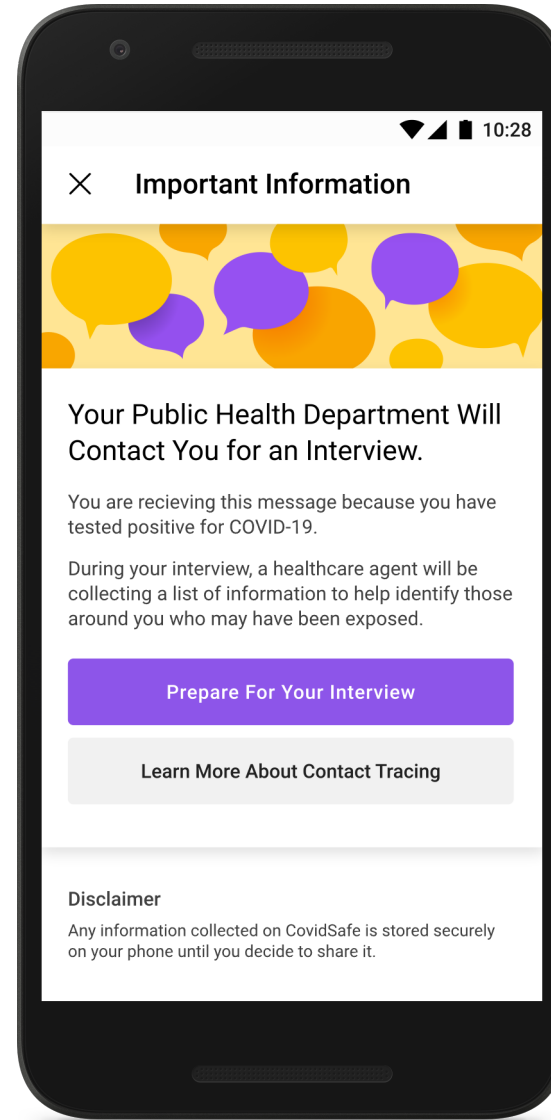 10:28
Important Information
Your Public Health Department Will
Contact You for an Interview.
You are recieving this message because you have
tested positive for COVID-19.
During your interview, a healthcare agent will be
collecting a list of information to help identify those
around you who may have been exposed.
Prepare For Your Interview
Learn More About Contact Tracing
Disclaimer
Any information collected on CovidSafe is stored securely
on your phone until you decide to share it.